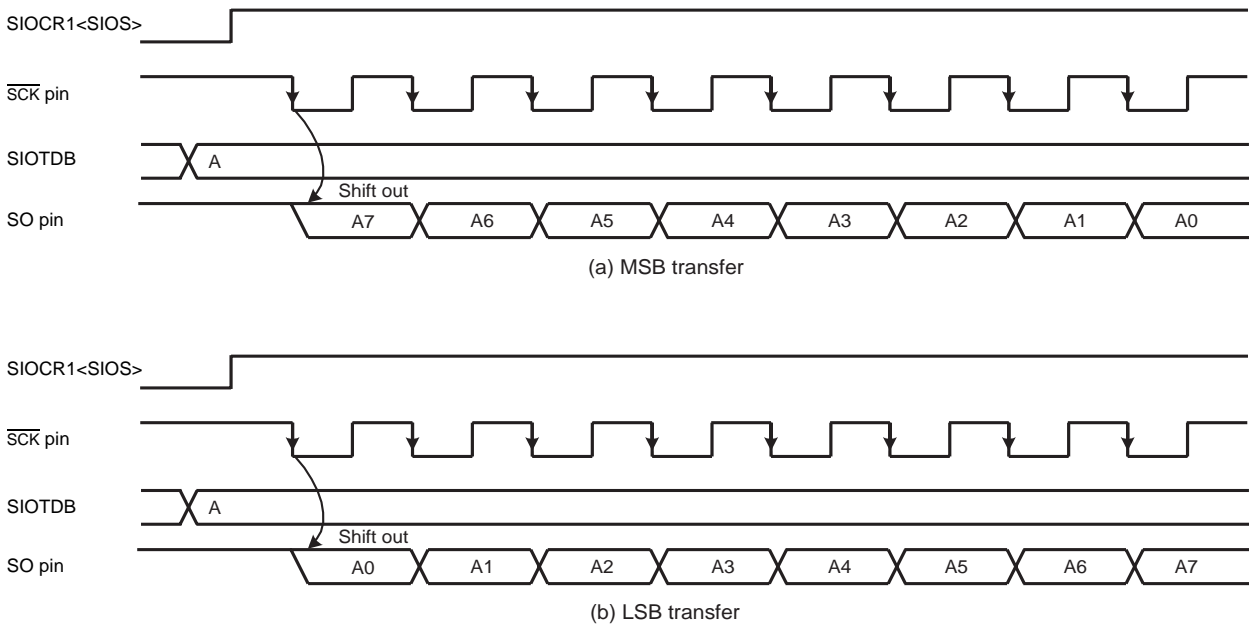 SIOCR1<SIOS>
SCK pin
SIOTDB
A
Shift out
SO pin
A7 A6 A5 A4 A3 A2 A1 A0
(a) MSB transfer
SIOCR1<SIOS>
SCK pin
SIOTDB
A
Shift out
SO pin
A0 A1 A2 A3 A4 A5 A6 A7
(b) LSB transfer